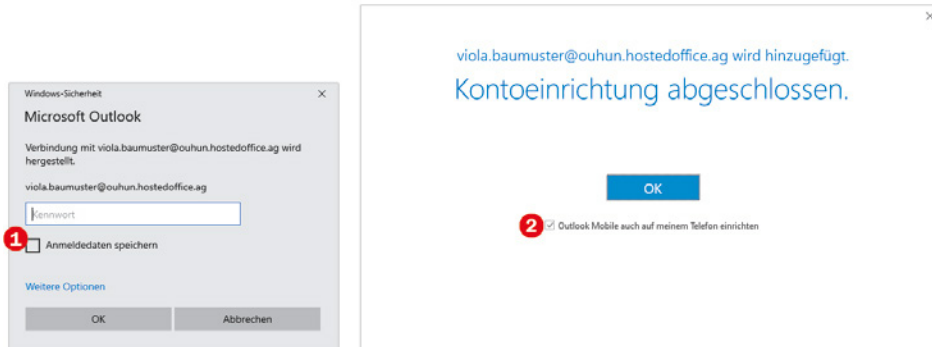 Windows-Sicherheit
Microsoft Outlook
Verbindung mit viola.baumuster@ouhun.hostedoffice.ag wird
hergestellt.
viola.baumuster@ouhun.hostedoffice.ag
Kennwort
1 Anmeldedaten speichern
Weitere Optionen
OK Abbrechen
viola.baumuster@ouhun.hostedoffice.ag wird hinzugefügt.
Kontoeinrichtung abgeschlossen.
OK
2 Outlook Mobile auch auf meinem Telefon einrichten